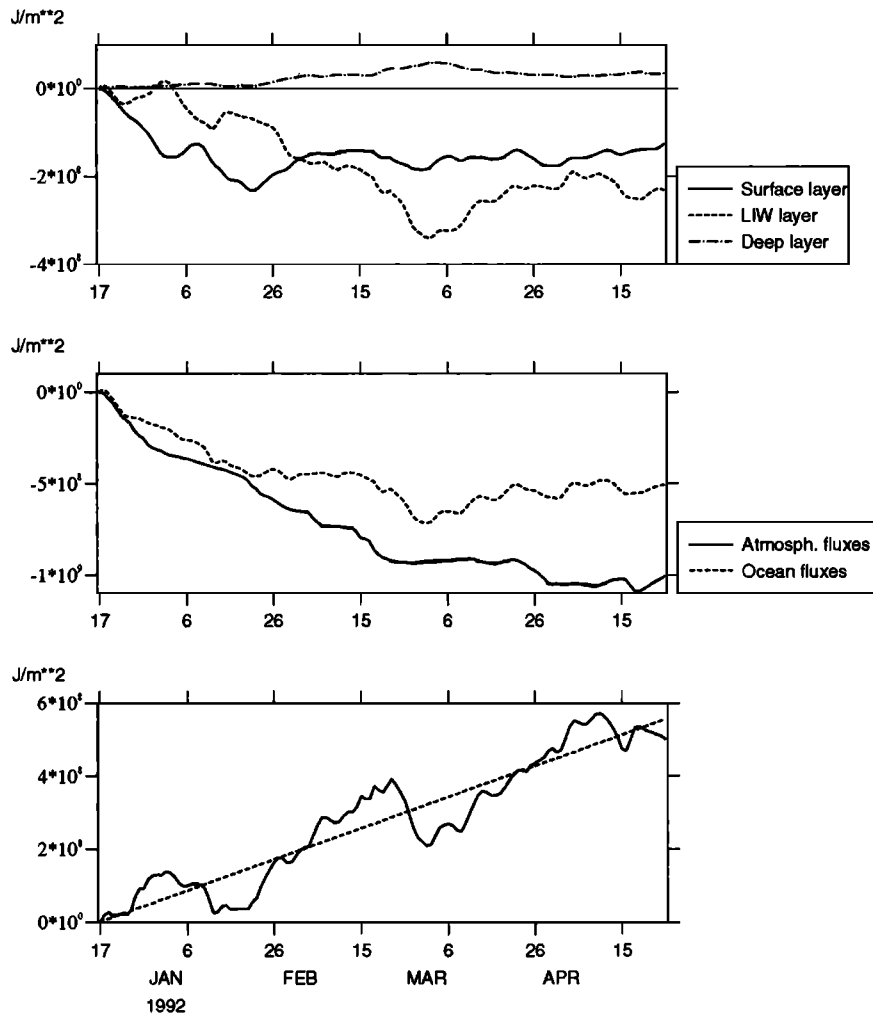 J/m**2
0*10⁰
-2*10⁸
-4*10⁸
17 6 26 15 6 26 15
Surface layer
LIW layer
Deep layer
J/m**2
0*10⁰
-5*10⁸
-1*10⁹
17 6 26 15 6 26 15
Atmosph. fluxes
Ocean fluxes
J/m**2
6*10⁸
4*10⁸
2*10⁸
0*10⁰
17 6 26 15 6 26 15
JAN FEB MAR APR
1992